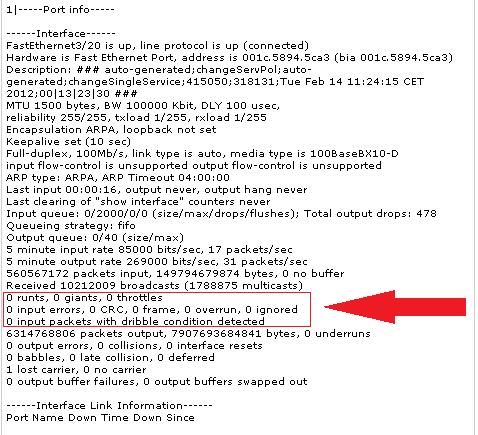 1|-----Port info-----
------Interface------
FastEthernet3/20 is up, line protocol is up (connected)
Hardware is Fast Ethernet Port, address is 001c.5894.5ca3 (bia 001c.5894.5ca3)
Description: ### auto-generated;changeServPol;auto-
generated;changeSingleService;415050;318131;Tue Feb 14 11:24:15 CET
2012;00|13|23|30 ###
MTU 1500 bytes, BW 100000 Kbit, DLY 100 usec,
reliability 255/255, txload 1/255, rxload 1/255
Encapsulation ARPA, loopback not set
Keepalive set (10 sec)
Full-duplex, 100Mb/s, link type is auto, media type is 100BaseBX10-D
input flow-control is unsupported output flow-control is unsupported
ARP type: ARPA, ARP Timeout 04:00:00
Last input 00:00:16, output never, output hang never
Last clearing of "show interface" counters never
Input queue: 0/2000/0/0 (size/max/drops/flushes); Total output drops: 478
Queueing strategy: fifo
Output queue: 0/40 (size/max)
5 minute input rate 85000 bits/sec, 17 packets/sec
5 minute output rate 269000 bits/sec, 31 packets/sec
560567172 packets input, 149794679874 bytes, 0 no buffer
Received 10212009 broadcasts (1788875 multicasts)
0 runts, 0 giants, 0 throttles
0 input errors, 0 CRC, 0 frame, 0 overrun, 0 ignored
0 input packets with dribble condition detected
6314768806 packets output, 7907693684841 bytes, 0 underruns
0 output errors, 0 collisions, 0 interface resets
0 babbles, 0 late collision, 0 deferred
1 lost carrier, 0 no carrier
0 output buffer failures, 0 output buffers swapped out
------Interface Link Information------
Port Name Down Time Down Since